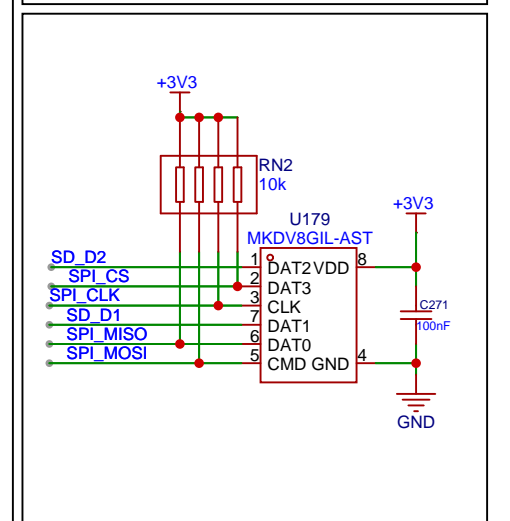 +3V3
RN2
10k
+3V3
U179
MKDV8GIL-AST
SD_D2 1 DAT2 VDD 8
SPI_CS 2 DAT3
SPI_CLK 3 CLK
C271
100nF
SD_D1 7 DAT1
SPI_MISO 6 DAT0
SPI_MOSI 5 CMD GND 4
GND